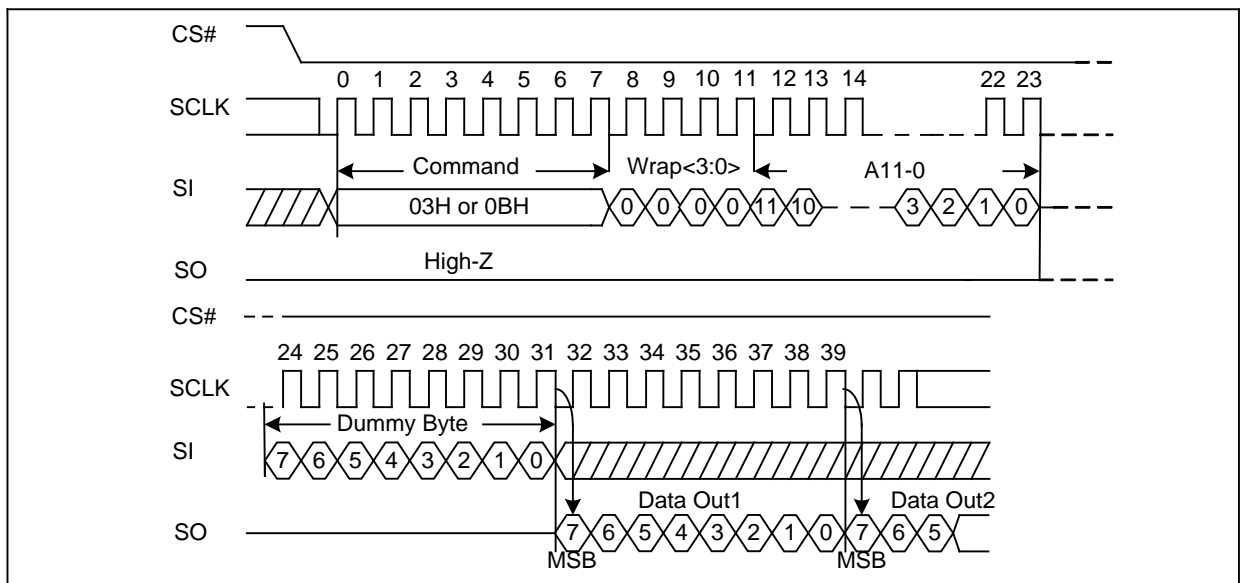 CS#
0 1 2 3 4 5 6 7 8 9 10 11 12 13 14 22 23
SCLK
Command Wrap<3:0> A11-0
SI
03H or 0BH 0 0 0 0 11 10 3 2 1 0
High-Z
SO
CS#
24 25 26 27 28 29 30 31 32 33 34 35 36 37 38 39
SCLK
Dummy Byte
SI
7 6 5 4 3 2 1 0
Data Out1 Data Out2
SO
7 6 5 4 3 2 1 0 7 6 5
MSB MSB